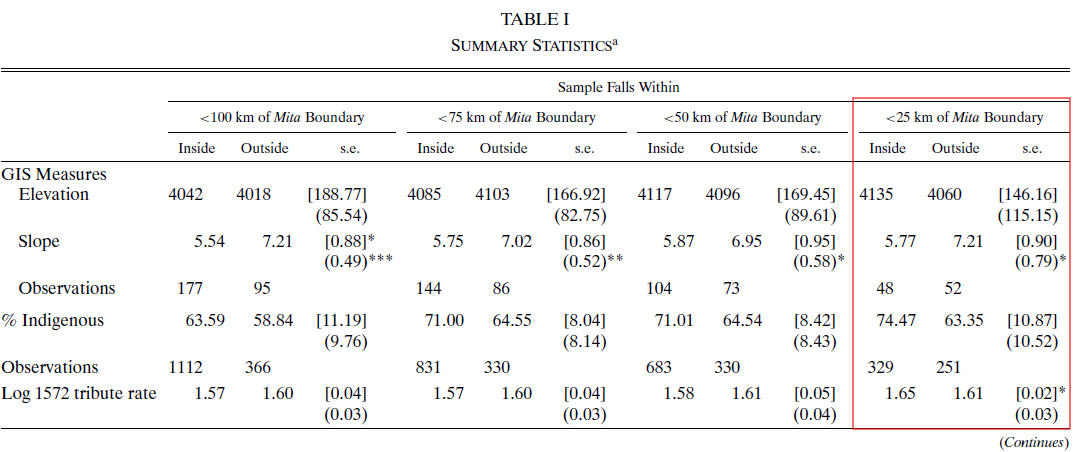 TABLE I
SUMMARY STATISTICSᵃ
Sample Falls Within
<100 km of Mita Boundary <75 km of Mita Boundary <50 km of Mita Boundary <25 km of Mita Boundary
Inside Outside s.e. Inside Outside s.e. Inside Outside s.e. Inside Outside s.e.
GIS Measures
Elevation 4042 4018 [188.77] 4085 4103 [166.92] 4117 4096 [169.45] 4135 4060 [146.16]
(85.54) (82.75) (89.61) (115.15)
Slope 5.54 7.21 [0.88]* 5.75 7.02 [0.86] 5.87 6.95 [0.95] 5.77 7.21 [0.90]
(0.49)*** (0.52)** (0.58)* (0.79)*
Observations 177 95 144 86 104 73 48 52
% Indigenous 63.59 58.84 [11.19] 71.00 64.55 [8.04] 71.01 64.54 [8.42] 74.47 63.35 [10.87]
(9.76) (8.14) (8.43) (10.52)
Observations 1112 366 831 330 683 330 329 251
Log 1572 tribute rate 1.57 1.60 [0.04] 1.57 1.60 [0.04] 1.58 1.61 [0.05] 1.65 1.61 [0.02]*
(0.03) (0.03) (0.04) (0.03)
(Continues)